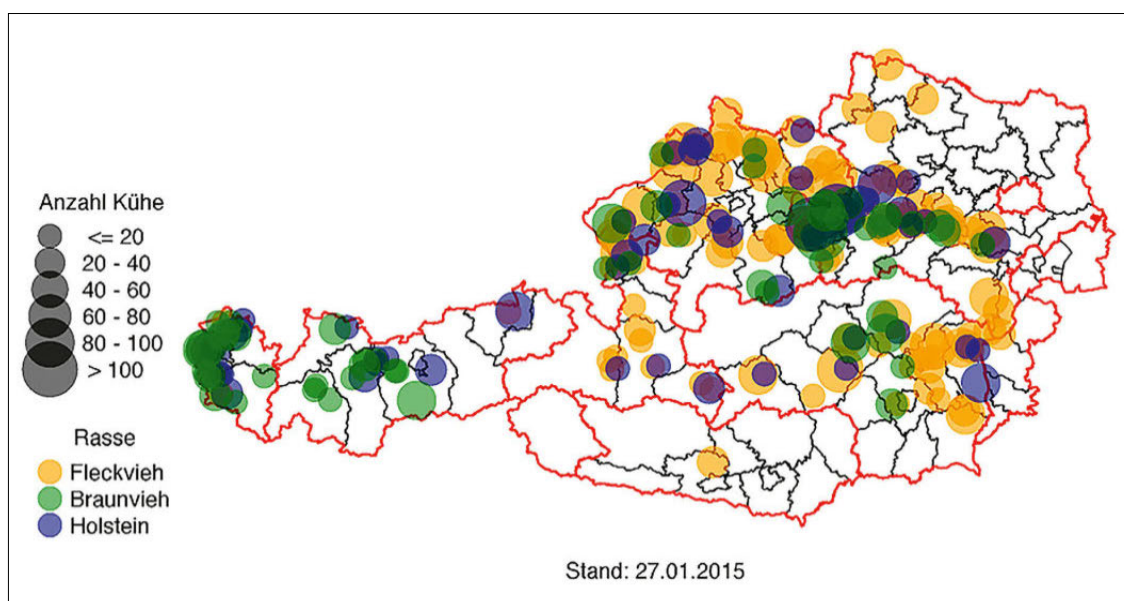 Anzahl Kühe
<= 20
20 - 40
40 - 60
60 - 80
80 - 100
> 100
Rasse
Fleckvieh
Braunvieh
Holstein
Stand: 27.01.2015